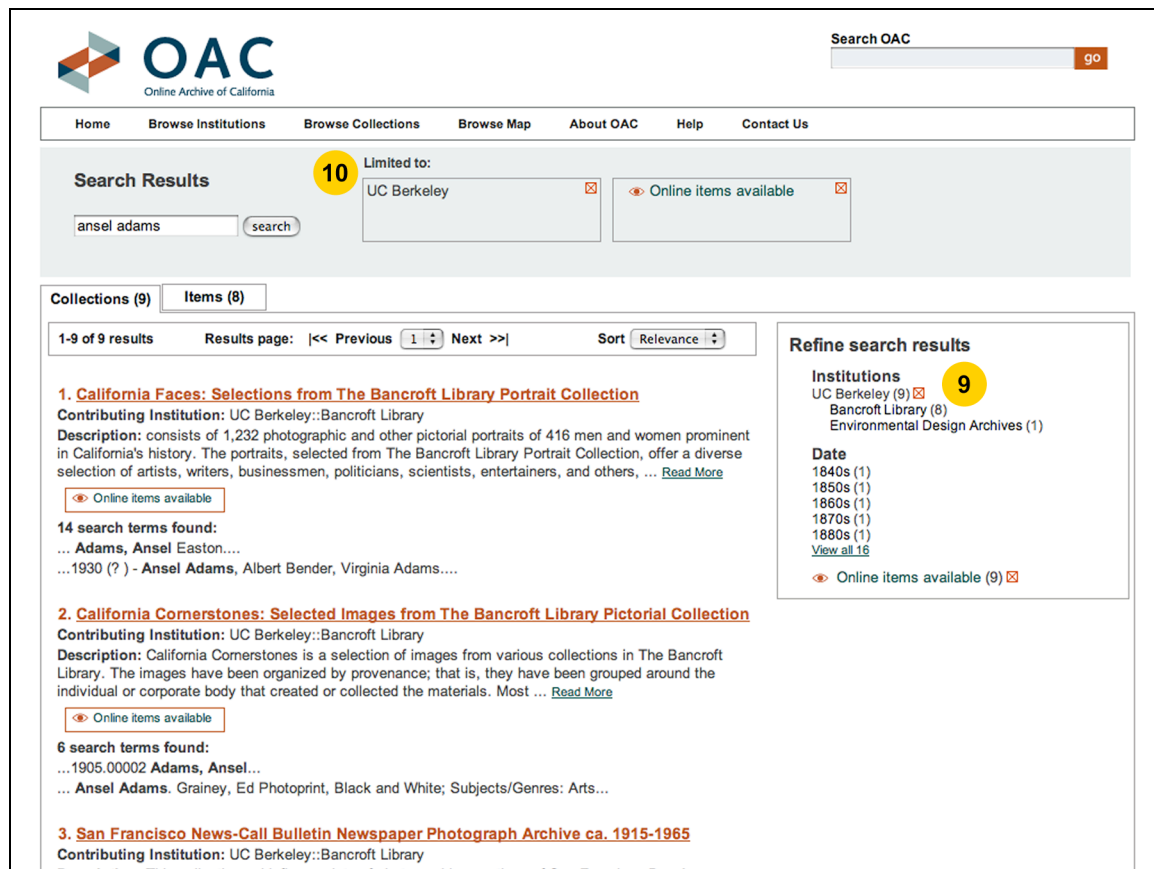 OAC
Online Archive of California
Search OAC
go
Home Browse Institutions Browse Collections Browse Map About OAC Help Contact Us
Search Results
10
Limited to:
UC Berkeley
Online items available
ansel adams
search
Collections (9) Items (8)
1-9 of 9 results Results page: |<< Previous 1 Next >>| Sort Relevance
1. California Faces: Selections from The Bancroft Library Portrait Collection
Contributing Institution: UC Berkeley::Bancroft Library
Description: consists of 1,232 photographic and other pictorial portraits of 416 men and women prominent
in California's history. The portraits, selected from The Bancroft Library Portrait Collection, offer a diverse
selection of artists, writers, businessmen, politicians, scientists, entertainers, and others, ... Read More
Online items available
14 search terms found:
... Adams, Ansel Easton....
...1930 (? ) - Ansel Adams, Albert Bender, Virginia Adams....
2. California Cornerstones: Selected Images from The Bancroft Library Pictorial Collection
Contributing Institution: UC Berkeley::Bancroft Library
Description: California Cornerstones is a selection of images from various collections in The Bancroft
Library. The images have been organized by provenance; that is, they have been grouped around the
individual or corporate body that created or collected the materials. Most ... Read More
Online items available
6 search terms found:
...1905.00002 Adams, Ansel...
... Ansel Adams. Grainey, Ed Photoprint, Black and White; Subjects/Genres: Arts...
3. San Francisco News-Call Bulletin Newspaper Photograph Archive ca. 1915-1965
Contributing Institution: UC Berkeley::Bancroft Library
Refine search results
Institutions
9
UC Berkeley (9)
Bancroft Library (8)
Environmental Design Archives (1)
Date
1840s (1)
1850s (1)
1860s (1)
1870s (1)
1880s (1)
View all 16
Online items available (9)